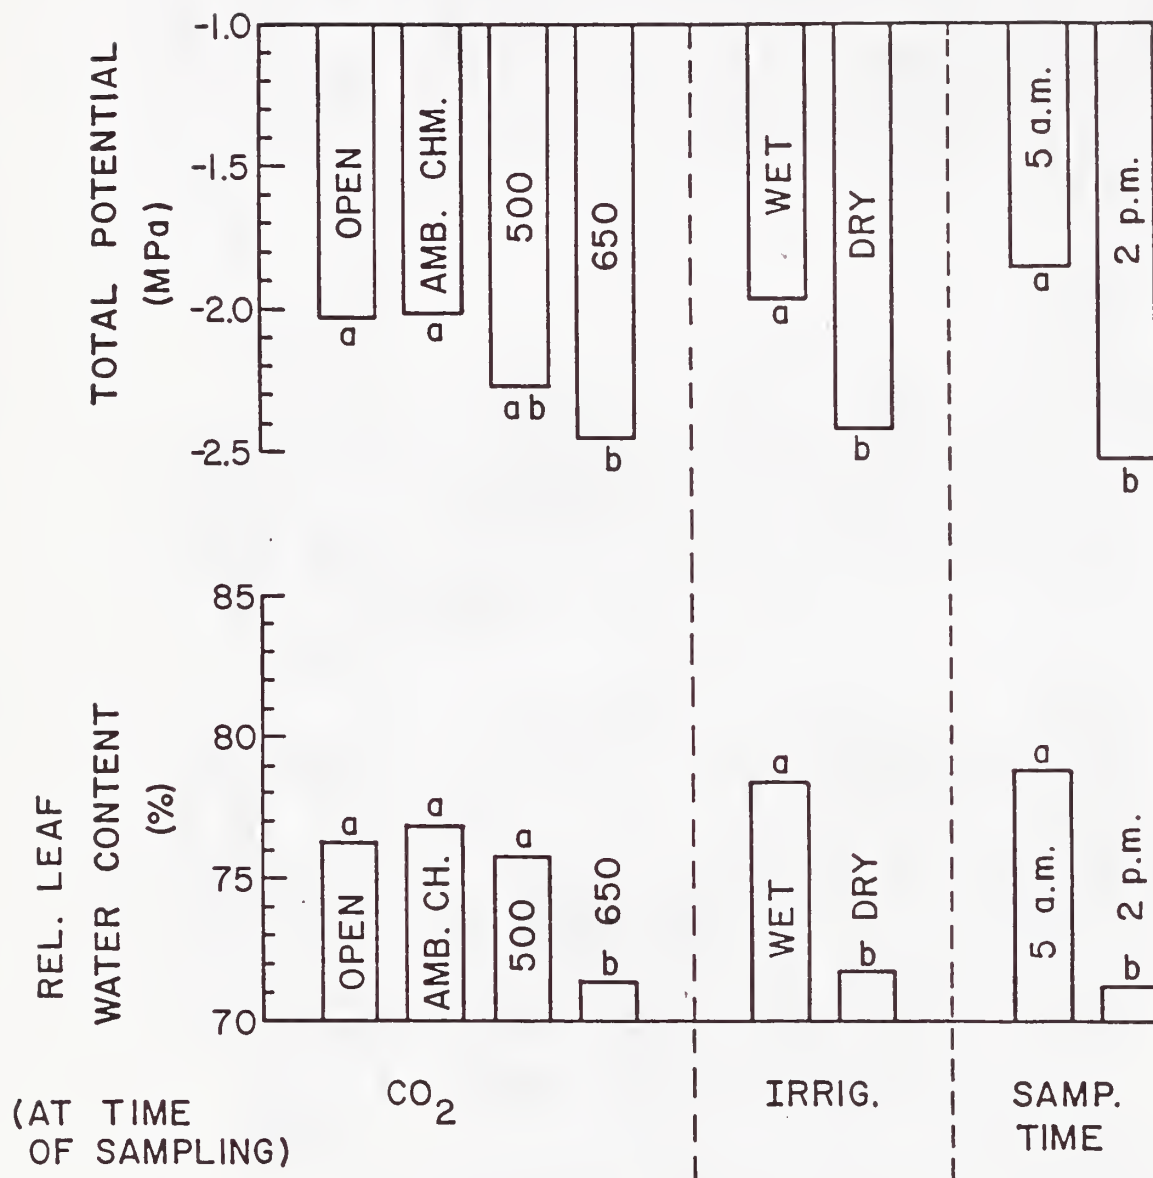 TOTAL POTENTIAL
(MPa)
-1.0
-1.5
-2.0
-2.5
OPEN
a
AMB. CHM.
a
500
ab
650
b
WET
a
DRY
b
5 a.m.
a
2 p.m.
b
REL. LEAF
WATER CONTENT
(%)
85
80
75
70
OPEN
a
AMB. CH.
a
500
a
650
b
WET
a
DRY
b
5 a.m.
a
2 p.m.
b
(AT TIME
OF SAMPLING)
CO2
IRRIG.
SAMP.
TIME